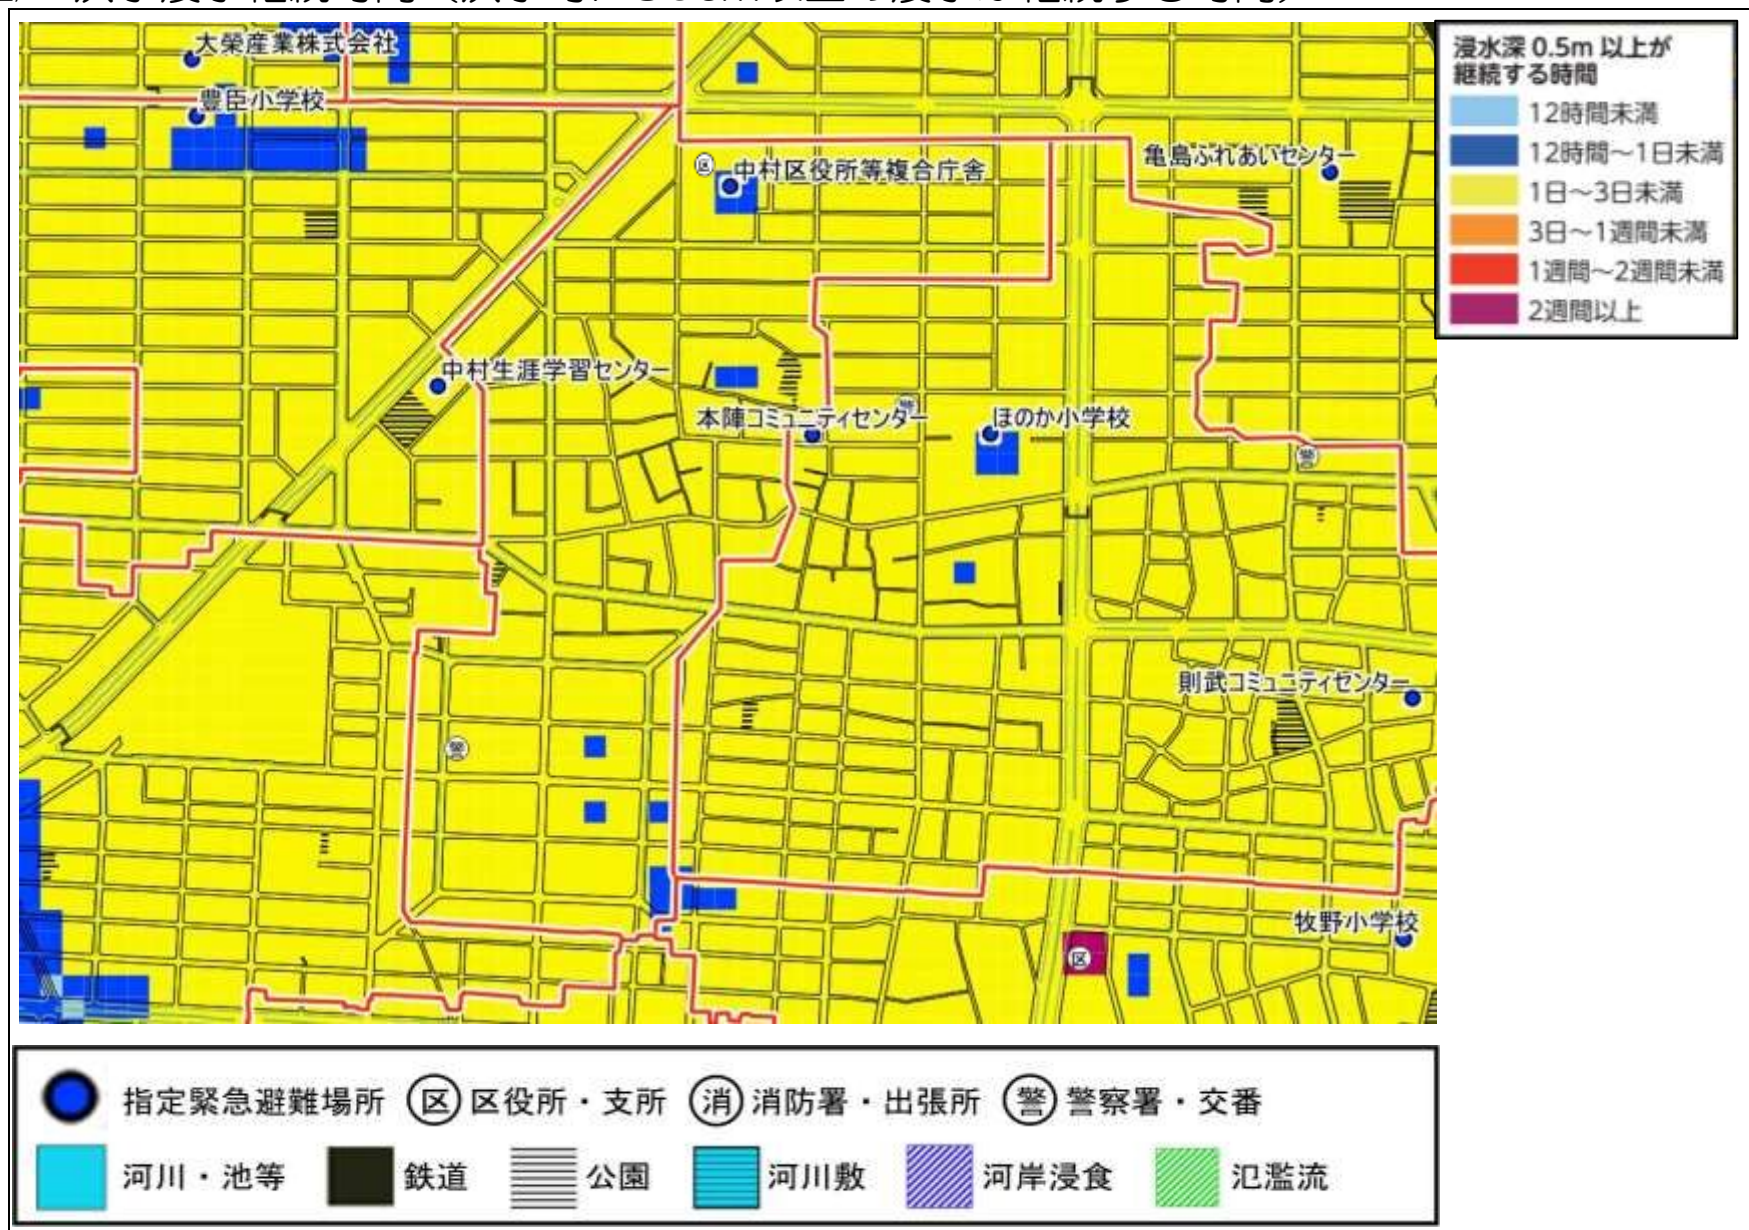 浸水深 0.5m 以上が
継続する時間
12時間未満
12時間～1日未満
1日～3日未満
3日～1週間未満
1週間～2週間未満
2週間以上
大榮産業株式会社
豊臣小学校
区
中村区役所等複合庁舎
亀島ふれあいセンター
中村生涯学習センター
本陣コミュニティセンター
警
ほのか小学校
警
則武コミュニティセンター
警
牧野小学校
区
指定緊急避難場所 区 区役所・支所 消 消防署・出張所 警 警察署・交番
河川・池等 鉄道 公園 河川敷 河岸浸食 氾濫流